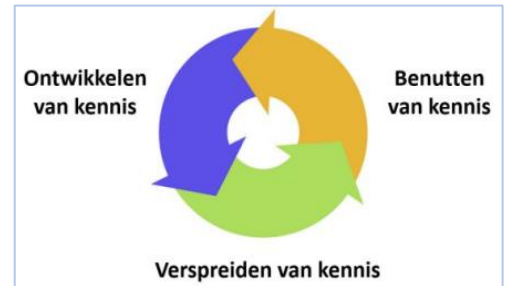 Ontwikkelen
van kennis
Benutten
van kennis
Verspreiden van kennis